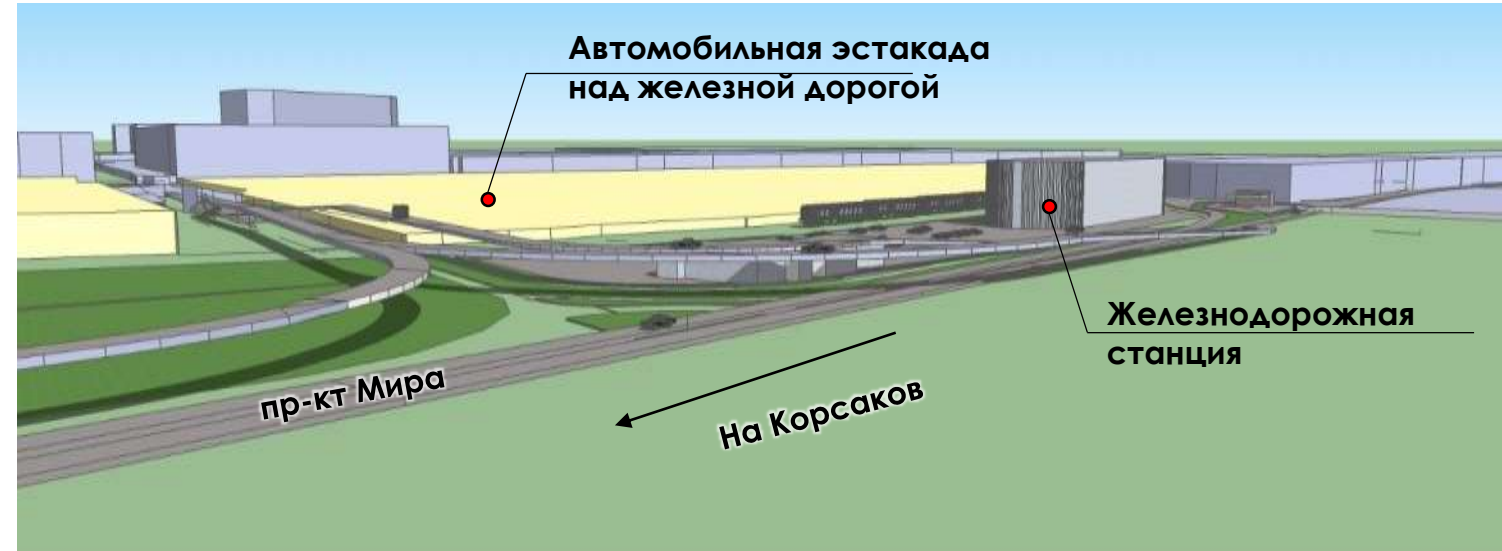 Автомобильная эстакада
над железной дорогой
Железнодорожная
станция
пр-кт Мира
На Корсаков